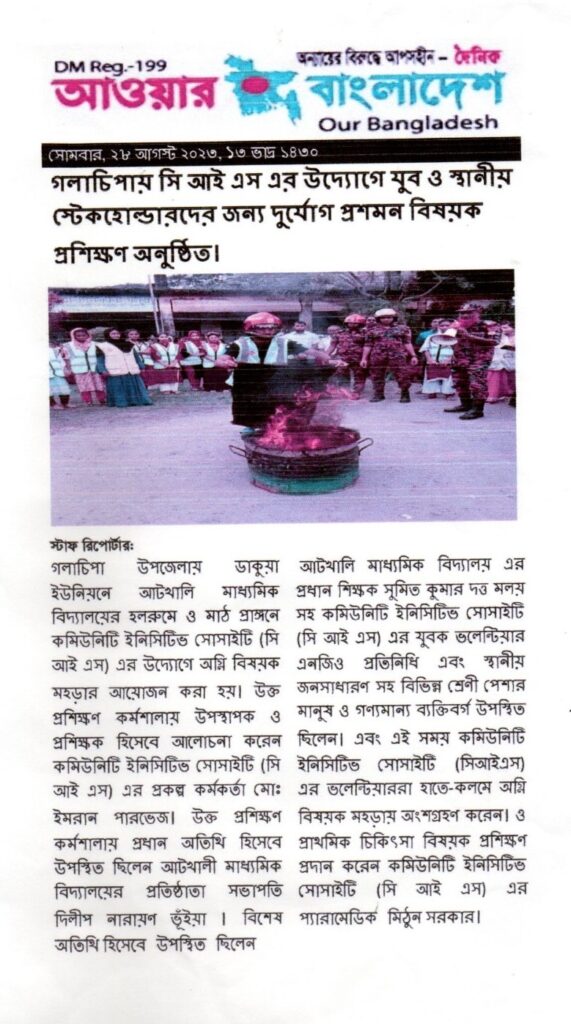 DM Reg.-199
অন্যায়ের বিরুদ্ধে আপসহীন – দৈনিক
আওয়ার বাংলাদেশ
Our Bangladesh
সোমবার, ২৮ আগস্ট ২০২৩, ১৩ ভাদ্র ১৪৩০
গলাচিপায় সি আই এস এর উদ্যোগে যুব ও স্থানীয়
স্টেকহোল্ডারদের জন্য দুর্যোগ প্রশমন বিষয়ক
প্রশিক্ষণ অনুষ্ঠিত।
স্টাফ রিপোর্টার:
গলাচিপা উপজেলায় ডাকুয়া
ইউনিয়নে আটখালি মাধ্যমিক
বিদ্যালয়ের হলরুমে ও মাঠ প্রাঙ্গনে
কমিউনিটি ইনিসিটিভ সোসাইটি (সি
আই এস) এর উদ্যোগে অগ্নি বিষয়ক
মহড়ার আয়োজন করা হয়। উক্ত
প্রশিক্ষণ কর্মশালায় উপস্থাপক ও
প্রশিক্ষক হিসেবে আলোচনা করেন
কমিউনিটি ইনিসিটিভ সোসাইটি (সি
আই এস) এর প্রকল্প কর্মকর্তা মোঃ
ইমরান পারভেজ। উক্ত প্রশিক্ষণ
কর্মশালায় প্রধান অতিথি হিসেবে
উপস্থিত ছিলেন আটখালী মাধ্যমিক
বিদ্যালয়ের প্রতিষ্ঠাতা সভাপতি
দিলীপ নারায়ণ ভূঁইয়া । বিশেষ
অতিথি হিসেবে উপস্থিত ছিলেন
আটখালি মাধ্যমিক বিদ্যালয় এর
প্রধান শিক্ষক সুমিত কুমার দত্ত মলয়
সহ কমিউনিটি ইনিসিটিভ সোসাইটি
(সি আই এস) এর যুবক ভলেন্টিয়ার
এনজিও প্রতিনিধি এবং স্থানীয়
জনসাধারণ সহ বিভিন্ন শ্রেণী পেশার
মানুষ ও গণ্যমান্য ব্যক্তিবর্গ উপস্থিত
ছিলেন। এবং এই সময় কমিউনিটি
ইনিসিটিভ সোসাইটি (সিআইএস)
এর ভলেন্টিয়াররা হাতে-কলমে অগ্নি
বিষয়ক মহড়ায় অংশগ্রহণ করেন। ও
প্রাথমিক চিকিৎসা বিষয়ক প্রশিক্ষণ
প্রদান করেন কমিউনিটি ইনিসিটিভ
সোসাইটি (সি আই এস) এর
প্যারামেডিক মিঠুন সরকার।